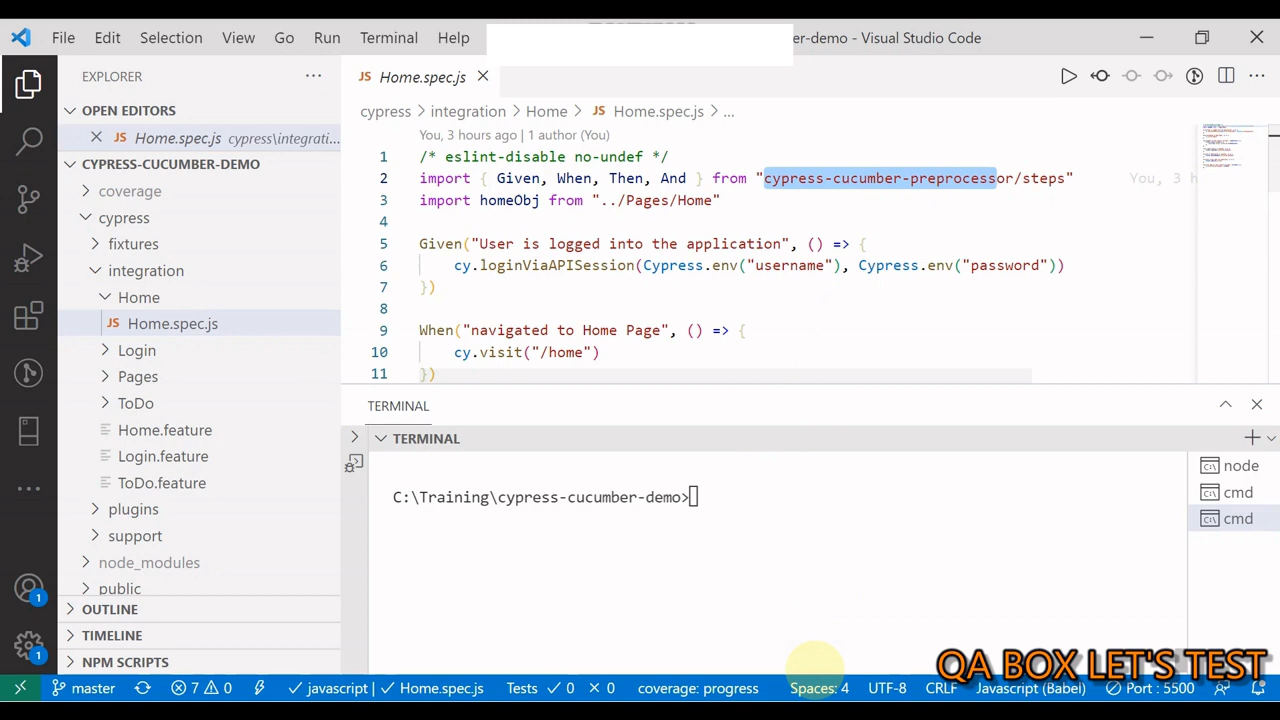 File Edit Selection View Go Run Terminal Help er-demo - Visual Studio Code
EXPLORER
OPEN EDITORS
JS Home.spec.js cypress\integrati...
CYPRESS-CUCUMBER-DEMO
coverage
cypress
fixtures
integration
Home
JS Home.spec.js
Login
Pages
ToDo
Home.feature
Login.feature
ToDo.feature
plugins
support
node_modules
public
OUTLINE
TIMELINE
NPM SCRIPTS
1
1
JS Home.spec.js
cypress > integration > Home > JS Home.spec.js > ...
You, 3 hours ago | 1 author (You)
1 /* eslint-disable no-undef */
2 import { Given, When, Then, And } from "cypress-cucumber-preprocessor/steps" You, 3 h
3 import homeObj from "../Pages/Home"
4
5 Given("User is logged into the application", () => {
6 cy.loginViaAPISession(Cypress.env("username"), Cypress.env("password"))
7 })
8
9 When("navigated to Home Page", () => {
10 cy.visit("/home")
11 })
TERMINAL
TERMINAL
C:\Training\cypress-cucumber-demo>
node
cmd
cmd
QA BOX LET'S TEST
master 7 0 javascript | Home.spec.js Tests 0 0 coverage: progress Spaces: 4 UTF-8 CRLF Javascript (Babel) Port : 5500